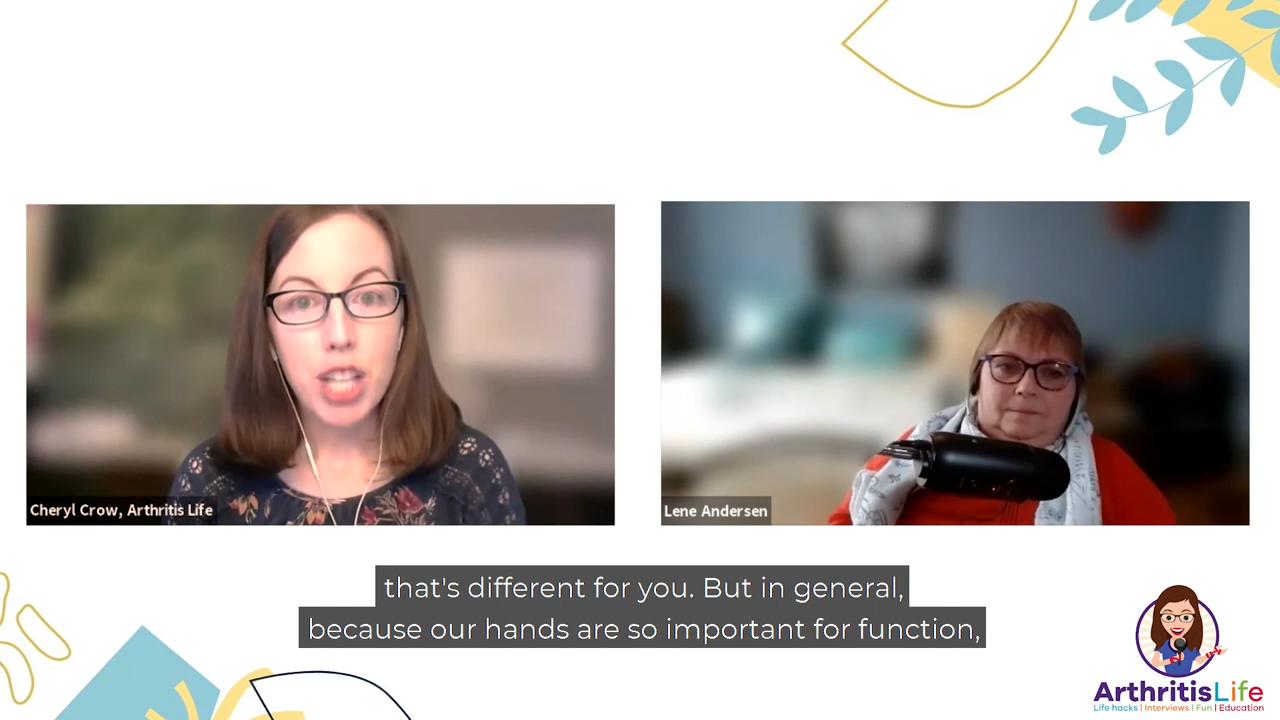 Cheryl Crow, Arthritis Life
Lene Andersen
that's different for you. But in general,
because our hands are so important for function,
ArthritisLife
Life hacks | Interviews | Fun | Education